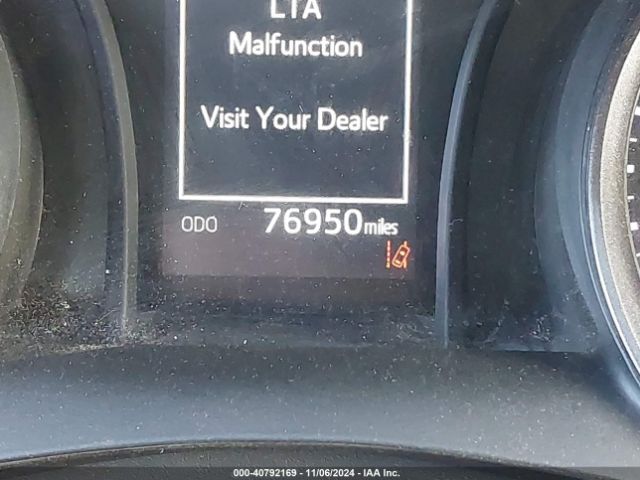 LTA
Malfunction
Visit Your Dealer
ODO 76950 miles
000-40792169 - 11/06/2024 - IAA Inc.